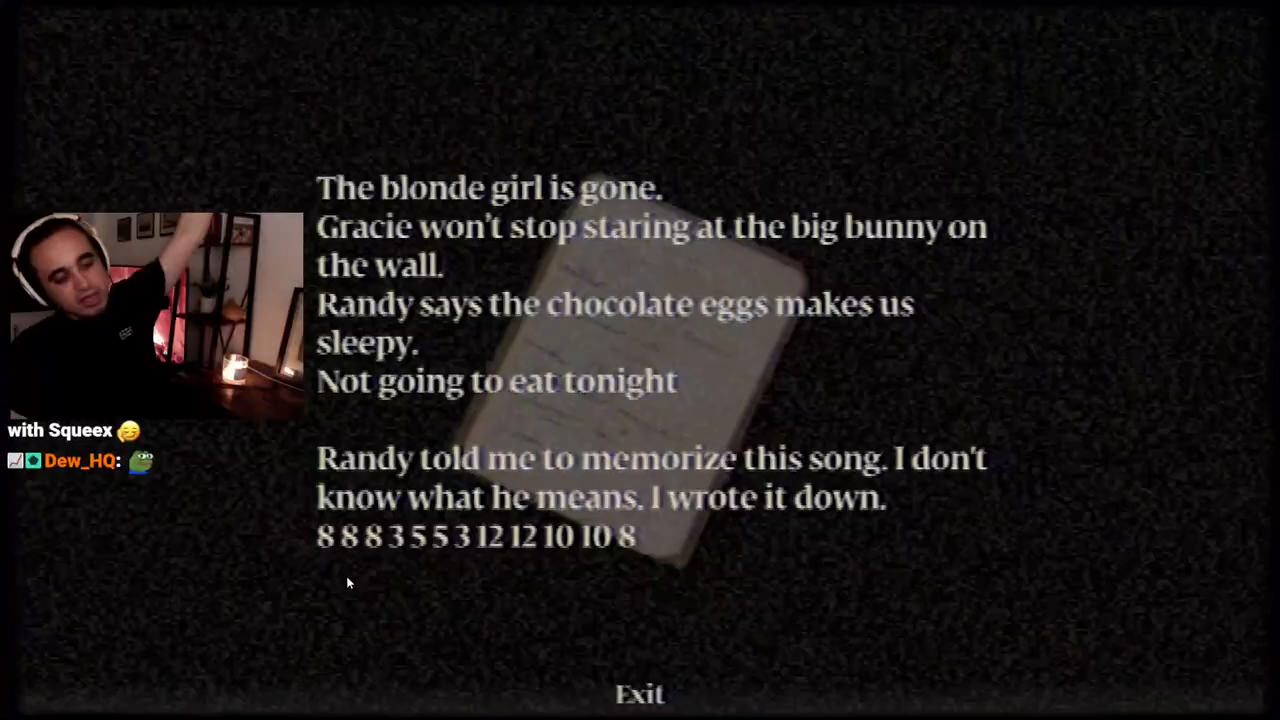 The blonde girl is gone.
Gracie won't stop staring at the big bunny on
the wall.
Randy says the chocolate eggs makes us
sleepy.
Not going to eat tonight
Randy told me to memorize this song. I don't
know what he means. I wrote it down.
8 8 8 3 5 5 3 12 12 10 10 8
with Squeex
Dew_HQ:
Exit